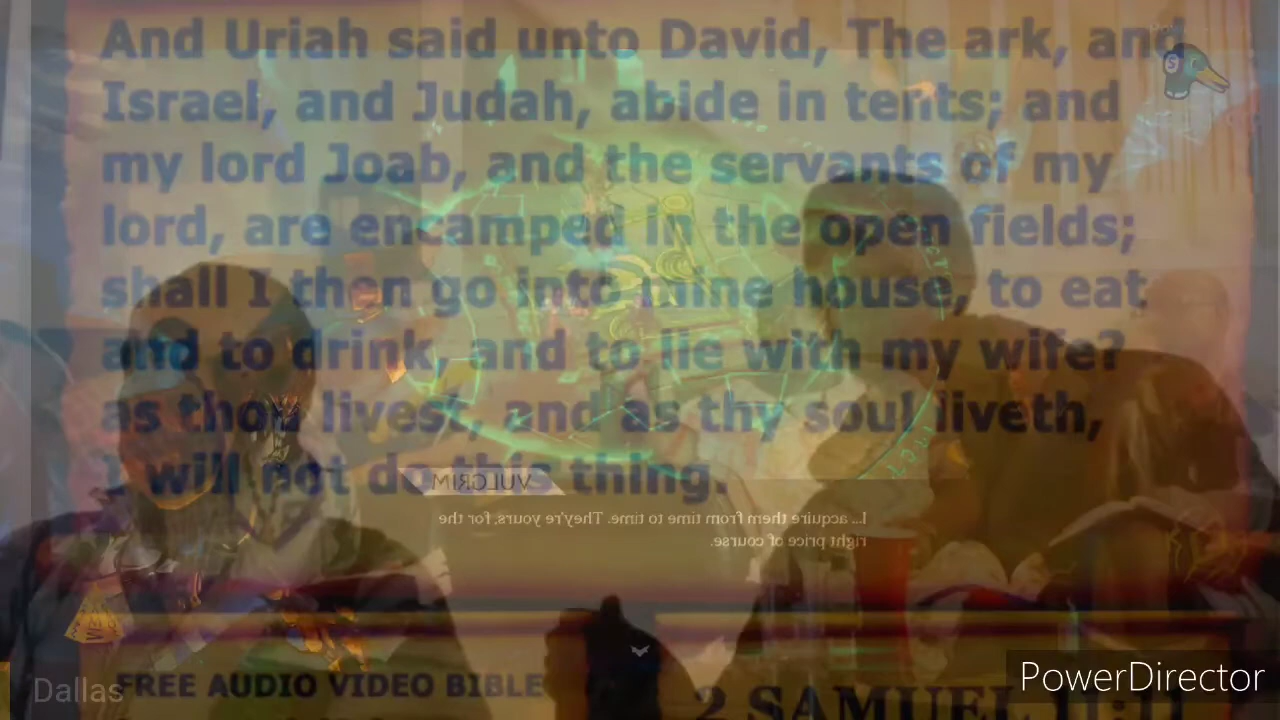 And Uriah said unto David, The ark, and
Israel, and Judah, abide in tents; and
my lord Joab, and the servants of my
lord, are encamped in the open fields;
shall I then go into mine house, to eat
and to drink, and to lie with my wife?
as thou livest, and as thy soul liveth,
I will not do this thing.
VULGRIM
I... acquire them from time to time. They're yours, for the
right price of course.
Dallas
FREE AUDIO VIDEO BIBLE
2 SAMUEL 11:11
PowerDirector